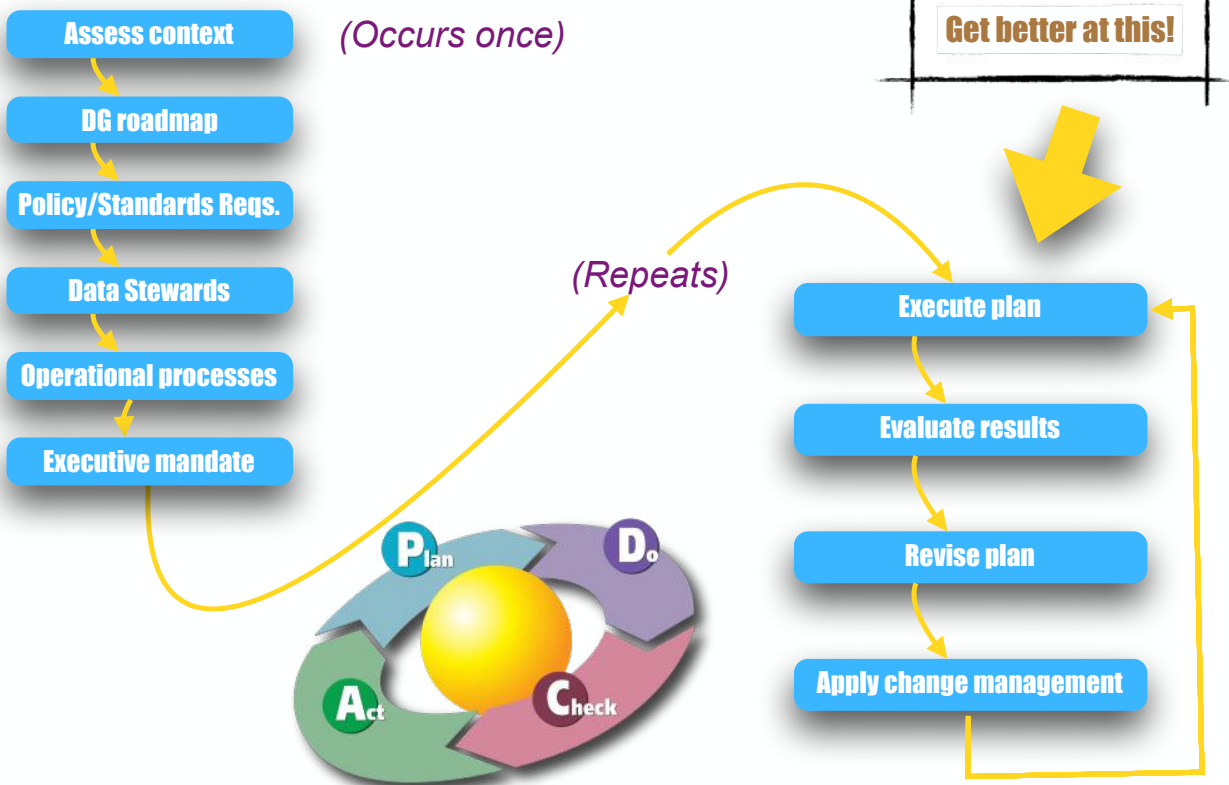 Assess context
(Occurs once)
Get better at this!
DG roadmap
Policy/Standards Reqs.
Data Stewards
Operational processes
Executive mandate
(Repeats)
Execute plan
Evaluate results
Revise plan
Apply change management
Plan
Do
Check
Act